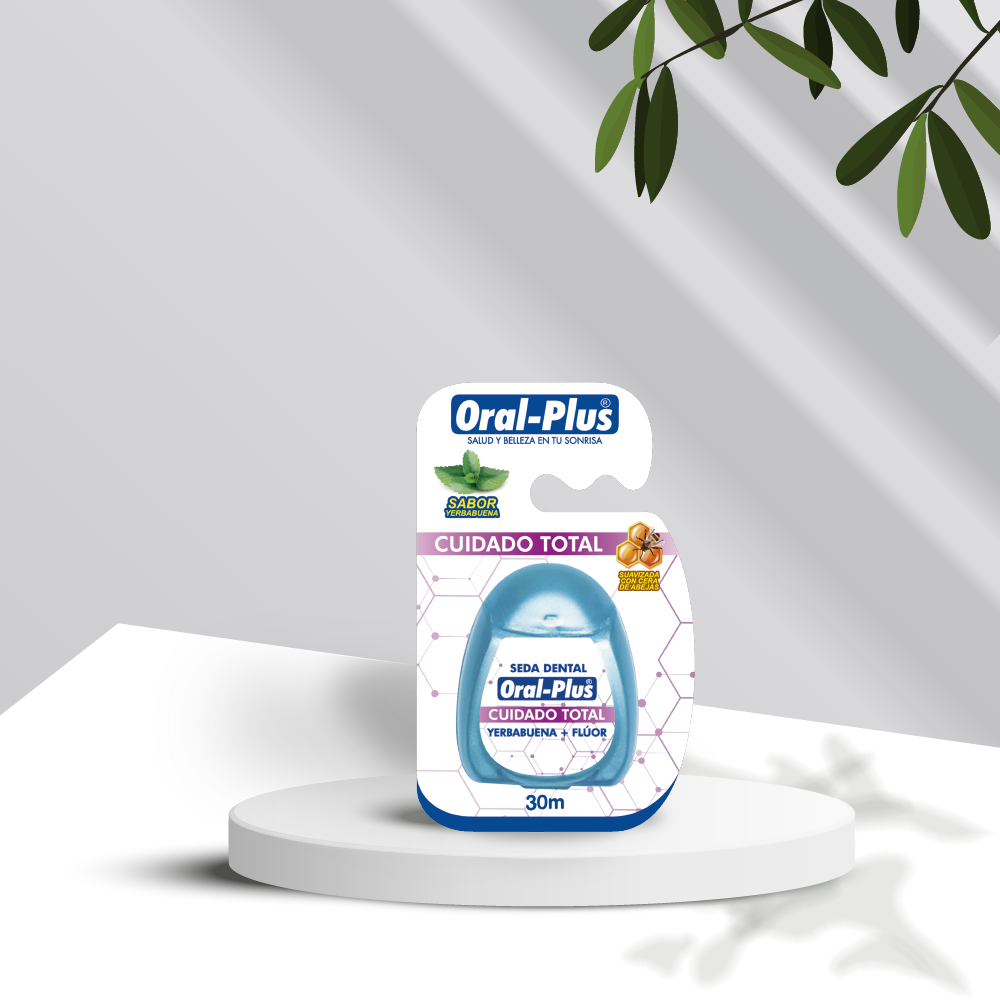 Oral-Plus®
SALUD Y BELLEZA EN TU SONRISA
SABOR
YERBABUENA
CUIDADO TOTAL
SUAVIZADA
CON CERA
DE ABEJAS
SEDA DENTAL
Oral-Plus®
CUIDADO TOTAL
YERBABUENA + FLÚOR
30m